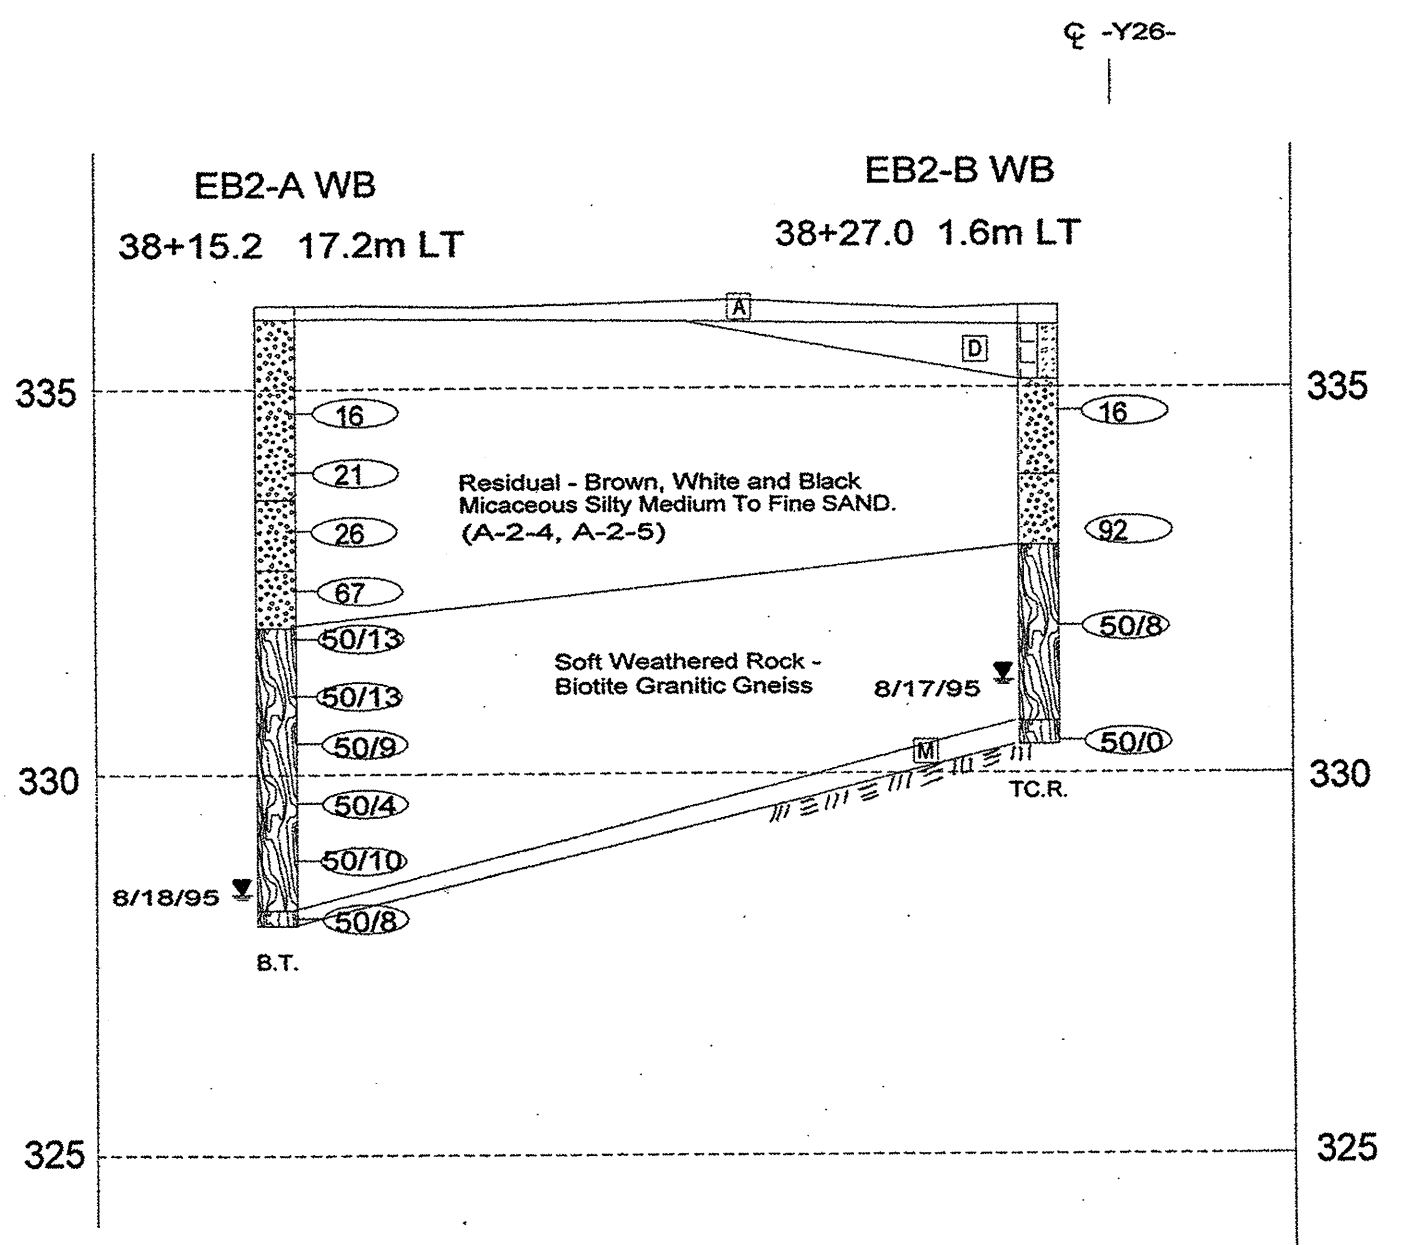 ℄ -Y26-
EB2-A WB
EB2-B WB
38+15.2 17.2m LT
38+27.0 1.6m LT
A
D
335
335
16
16
21
Residual - Brown, White and Black
Micaceous Silty Medium To Fine SAND.
(A-2-4, A-2-5)
26
92
67
50/13
50/8
Soft Weathered Rock -
Biotite Granitic Gneiss
8/17/95
50/13
50/9
M
50/0
330
330
TC.R.
50/4
50/10
8/18/95
50/8
B.T.
325
325